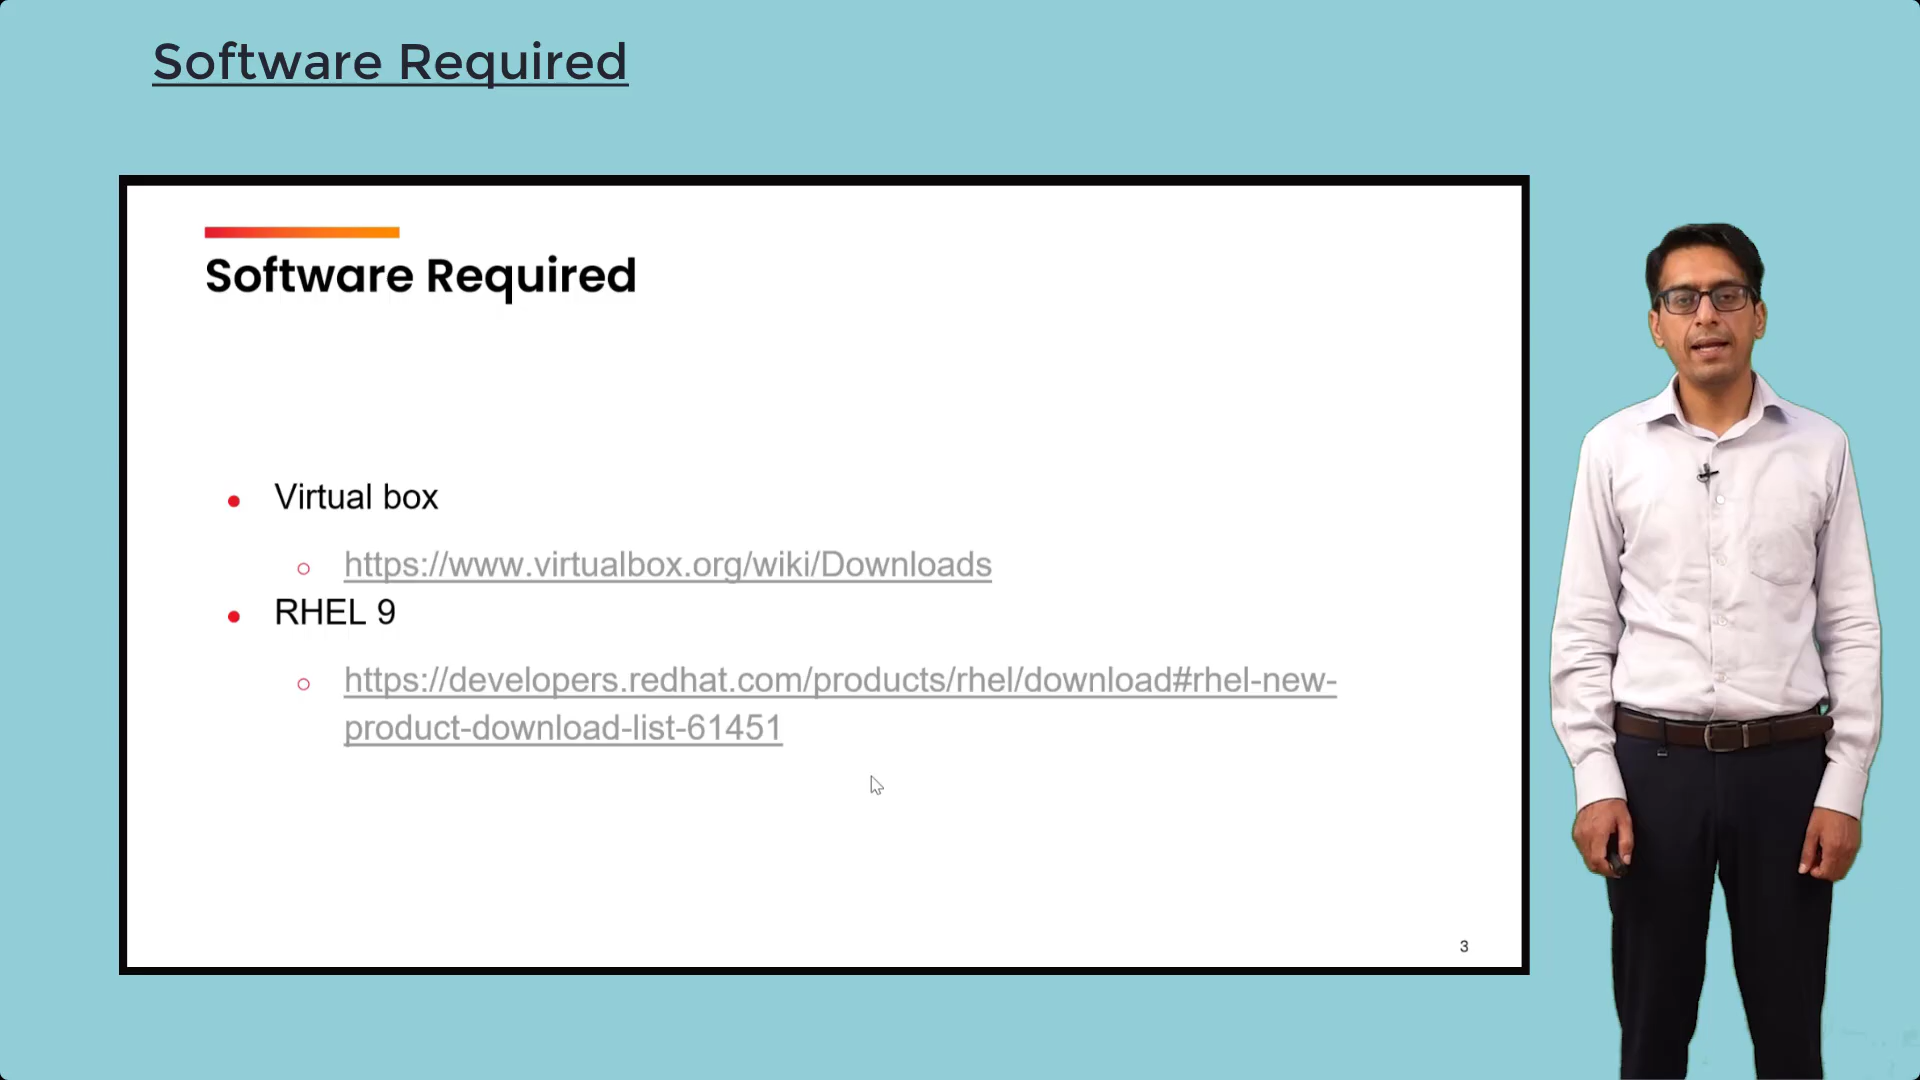 Software Required
Software Required
Virtual box
https://www.virtualbox.org/wiki/Downloads
RHEL 9
https://developers.redhat.com/products/rhel/download#rhel-new-
product-download-list-61451
3